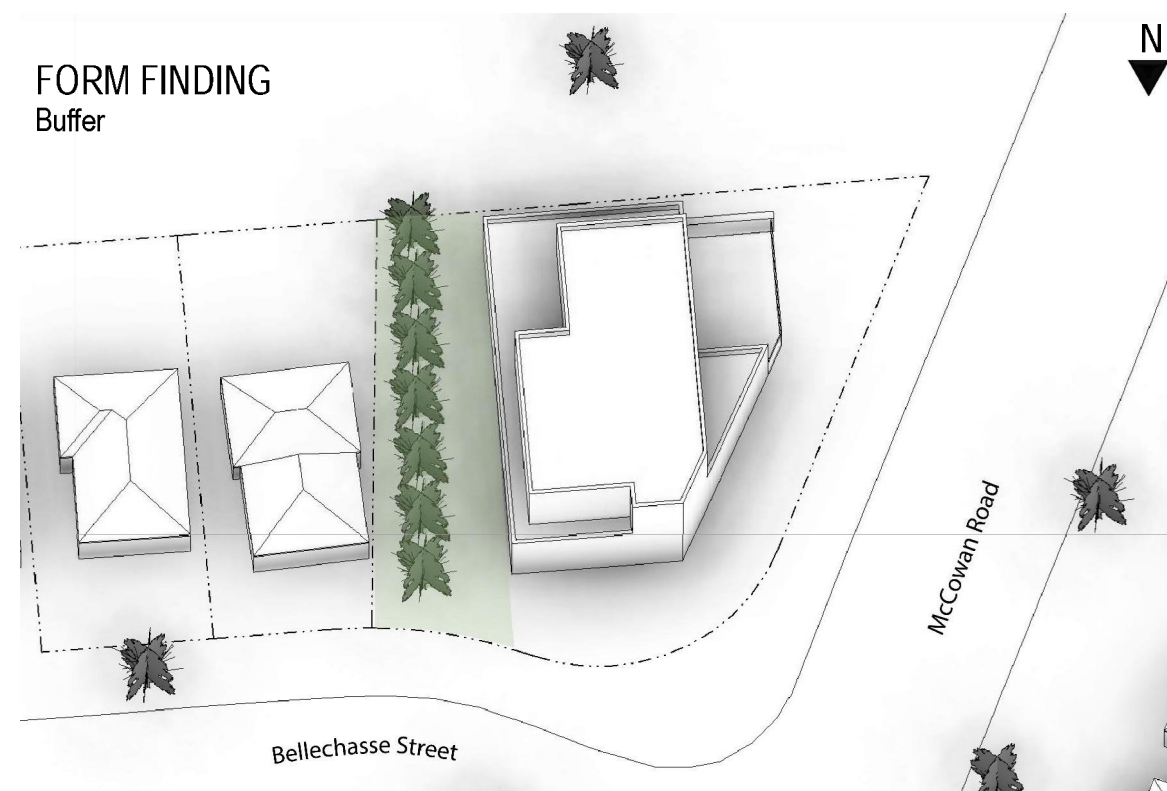 FORM FINDING
Buffer
N
McCowan Road
Bellechasse Street